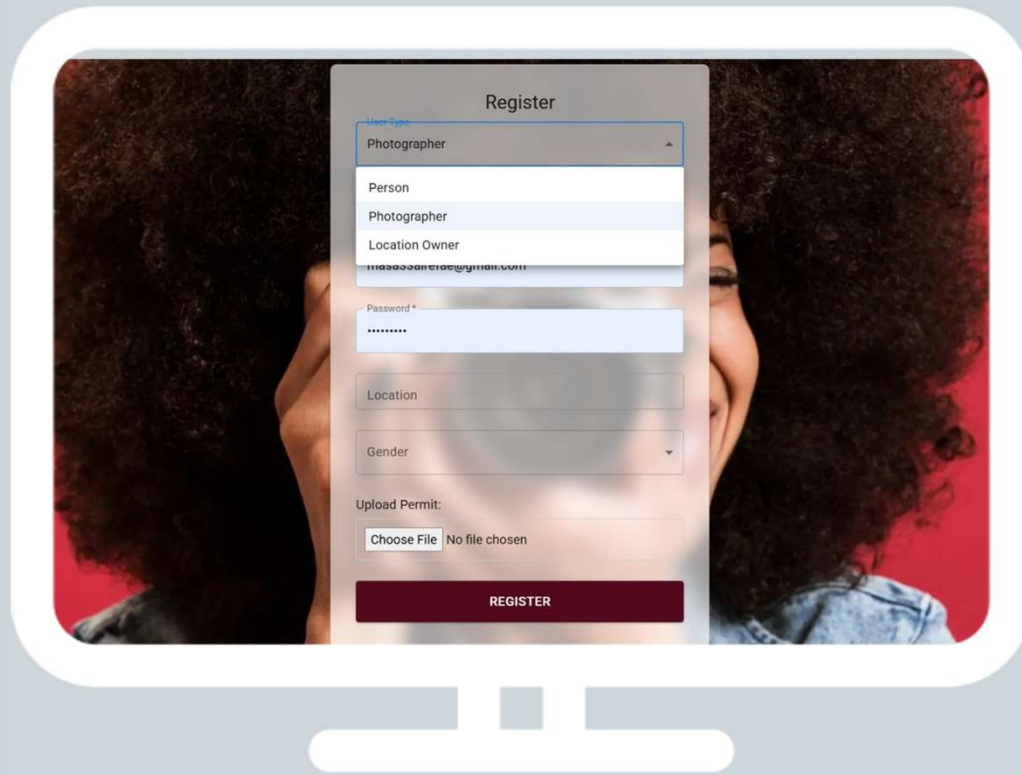 Register
User Type
Photographer
Person
Photographer
Location Owner
Password *
•••••••••
Location
Gender
Upload Permit:
Choose File No file chosen
REGISTER